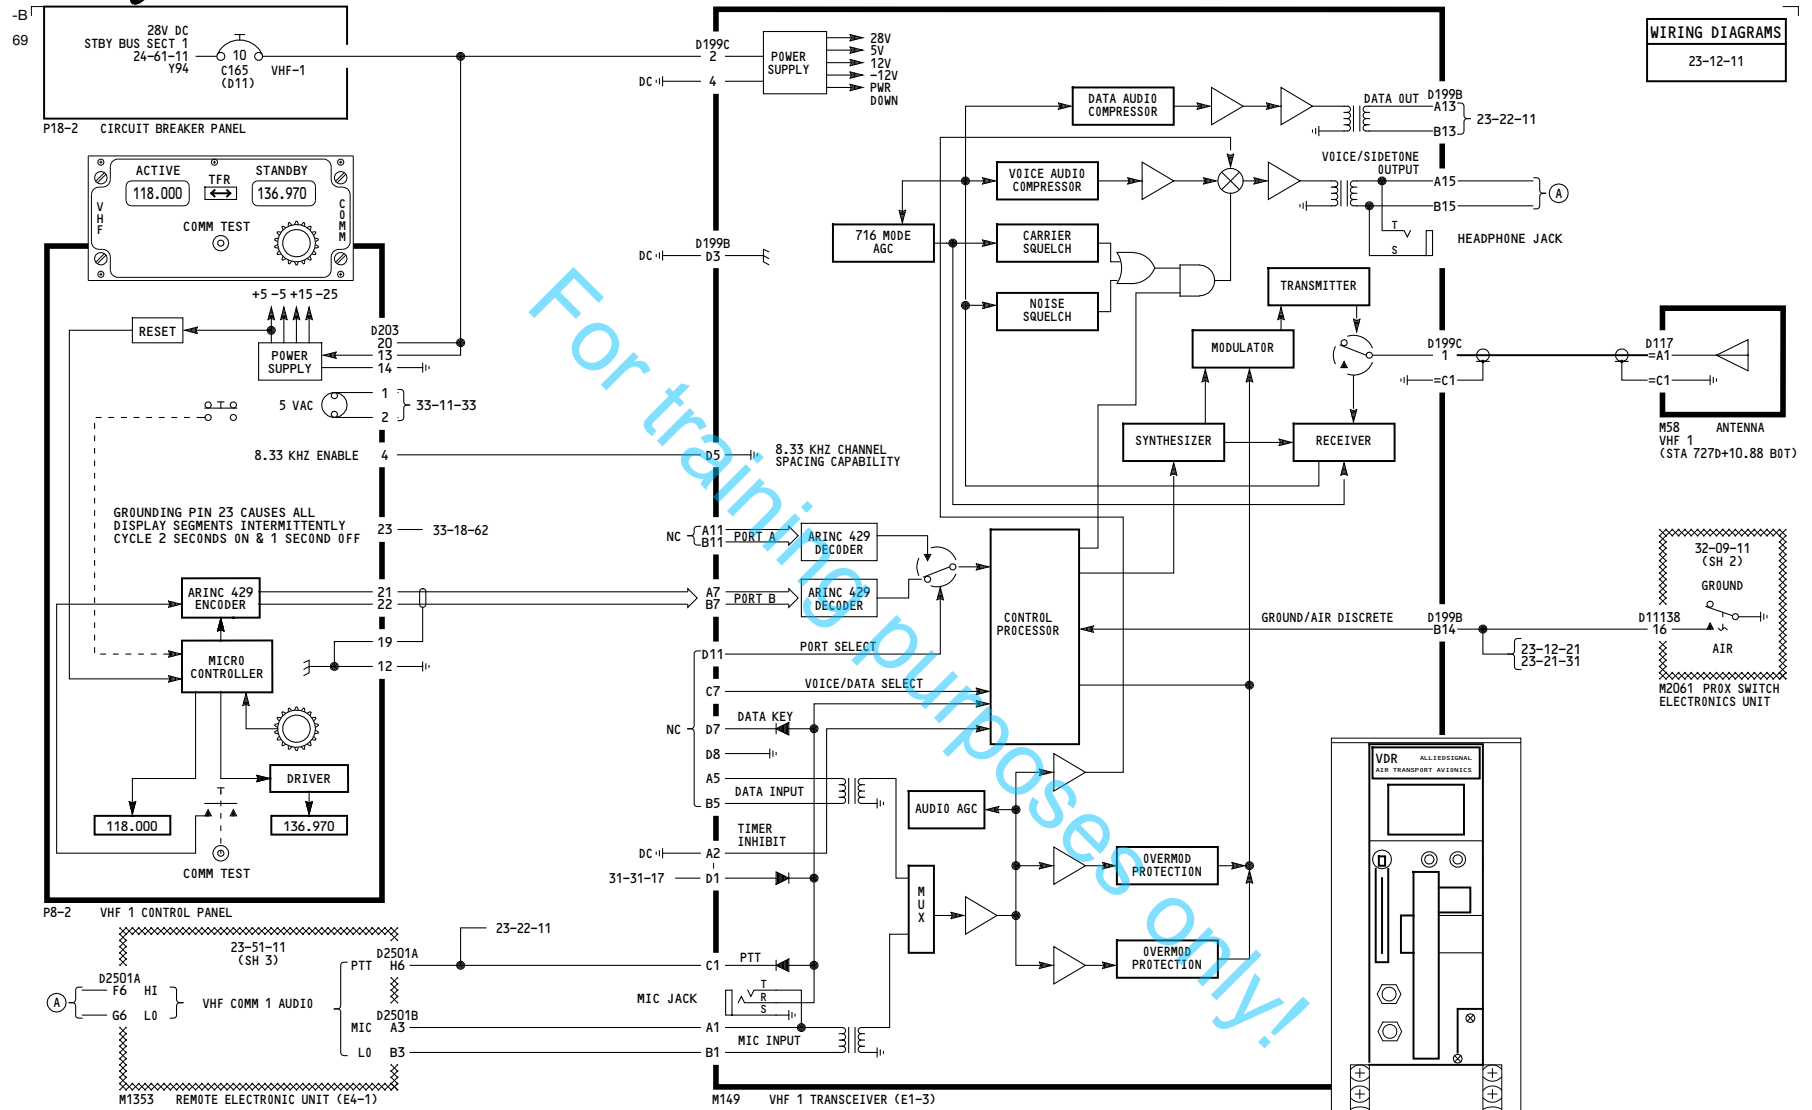 -B
69
28V DC
STBY BUS SECT 1
24-61-11
Y94
10
C165
(D11)
VHF-1
P18-2 CIRCUIT BREAKER PANEL
WIRING DIAGRAMS
23-12-11
ACTIVE
118.000
TFR
STANDBY
136.970
VHF
COMM
COMM TEST
+5 -5 +15 -25
RESET
POWER
SUPPLY
D203
20
13
14
5 VAC
1
2
33-11-33
8.33 KHZ ENABLE 4
GROUNDING PIN 23 CAUSES ALL
DISPLAY SEGMENTS INTERMITTENTLY
CYCLE 2 SECONDS ON & 1 SECOND OFF
23 33-18-62
ARINC 429
ENCODER
21
22
19
12
MICRO
CONTROLLER
DRIVER
118.000
136.970
COMM TEST
P8-2 VHF 1 CONTROL PANEL
23-51-11
(SH 3)
D2501A
F6 HI
G6 LO
A
VHF COMM 1 AUDIO
D2501A
PTT H6
D2501B
MIC A3
LO B3
M1353 REMOTE ELECTRONIC UNIT (E4-1)
23-22-11
D199C
2
DC 4
POWER
SUPPLY
28V
5V
12V
-12V
PWR
DOWN
D199B
DC D3
D5
8.33 KHZ CHANNEL
SPACING CAPABILITY
NC
A11
B11
PORT A
ARINC 429
DECODER
A7
B7
PORT B
ARINC 429
DECODER
D11
PORT SELECT
C7
VOICE/DATA SELECT
NC
D7
DATA KEY
D8
A5
DATA INPUT
B5
TIMER
INHIBIT
DC A2
31-31-17 D1
C1
PTT
MIC JACK
T
R
S
A1
MIC INPUT
B1
MUX
AUDIO AGC
OVERMOD
PROTECTION
OVERMOD
PROTECTION
CONTROL
PROCESSOR
M149 VHF 1 TRANSCEIVER (E1-3)
DATA AUDIO
COMPRESSOR
DATA OUT
D199B
A13
B13
23-22-11
VOICE AUDIO
COMPRESSOR
VOICE/SIDETONE
OUTPUT
A15
B15
A
T
S
HEADPHONE JACK
716 MODE
AGC
CARRIER
SQUELCH
NOISE
SQUELCH
TRANSMITTER
MODULATOR
SYNTHESIZER
RECEIVER
D199C
1
=C1
D117
=A1
=C1
M58 ANTENNA
VHF 1
(STA 727D+10.88 BOT)
GROUND/AIR DISCRETE
D199B
B14
23-12-21
23-21-31
32-09-11
(SH 2)
GROUND
D11138
16
AIR
M2061 PROX SWITCH
ELECTRONICS UNIT
VDR ALLIEDSIGNAL
AIR TRANSPORT AVIONICS
For training purposes only!